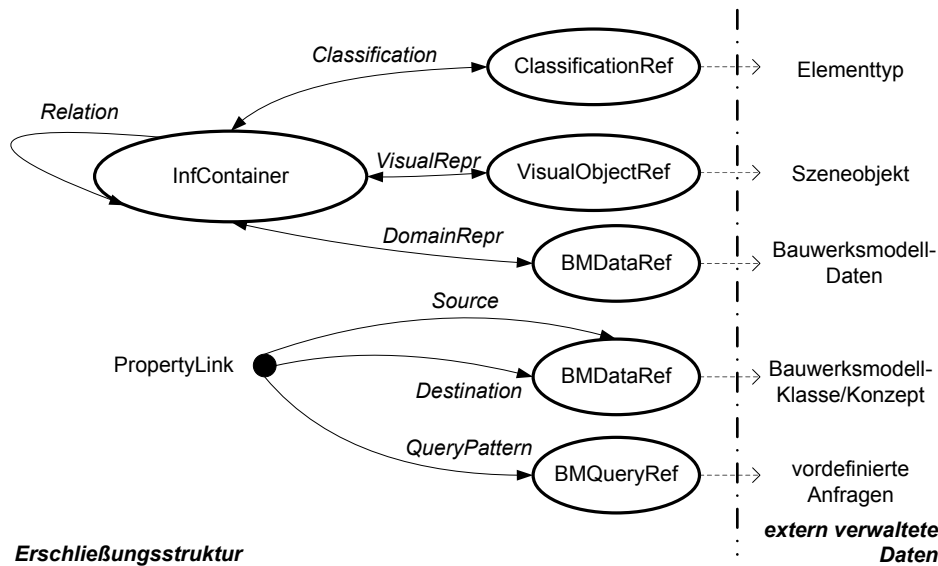 Classification
ClassificationRef
Elementtyp
Relation
InfContainer
VisualRepr
VisualObjectRef
Szeneobjekt
DomainRepr
BMDataRef
Bauwerksmodell-
Daten
Source
PropertyLink
BMDataRef
Bauwerksmodell-
Klasse/Konzept
Destination
QueryPattern
BMQueryRef
vordefinierte
Anfragen
Erschließungsstruktur
extern verwaltete
Daten